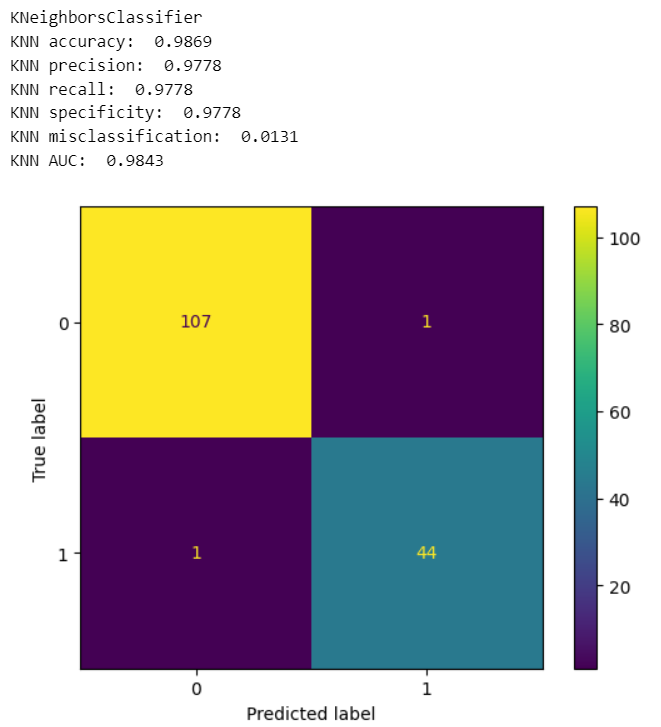 KNeighborsClassifier
KNN accuracy:  0.9869
KNN precision:  0.9778
KNN recall:  0.9778
KNN specificity:  0.9778
KNN misclassification:  0.0131
KNN AUC:  0.9843
100
0
107
1
80
60
True label
40
1
1
44
20
0
1
Predicted label